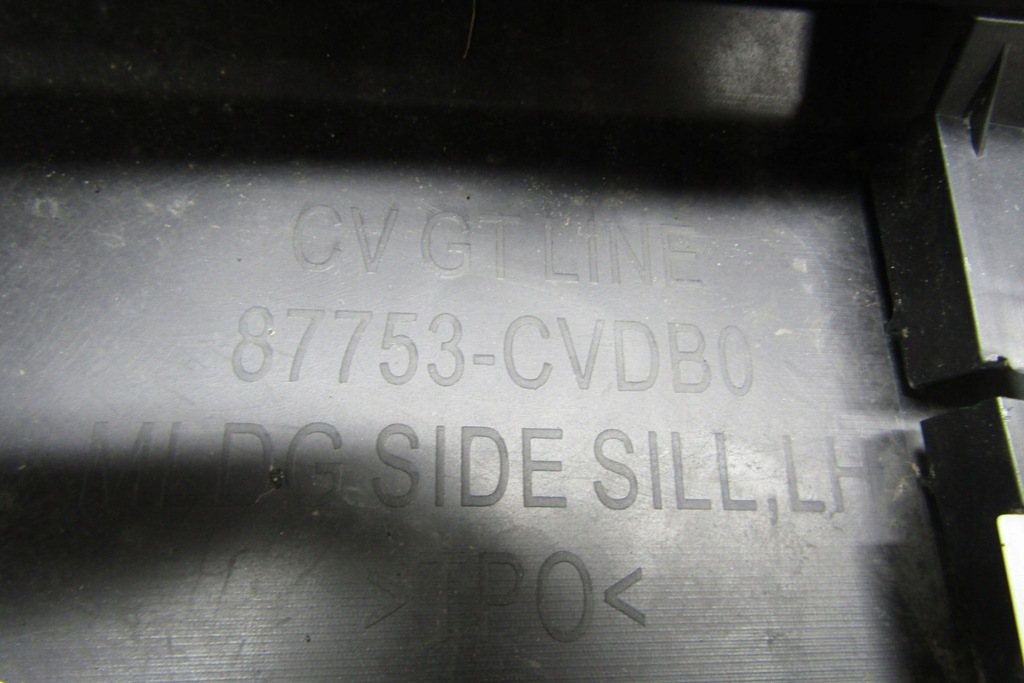 CV GT LINE
87753-CVDB0
MLDG SIDE SILL,LH
>TPO<